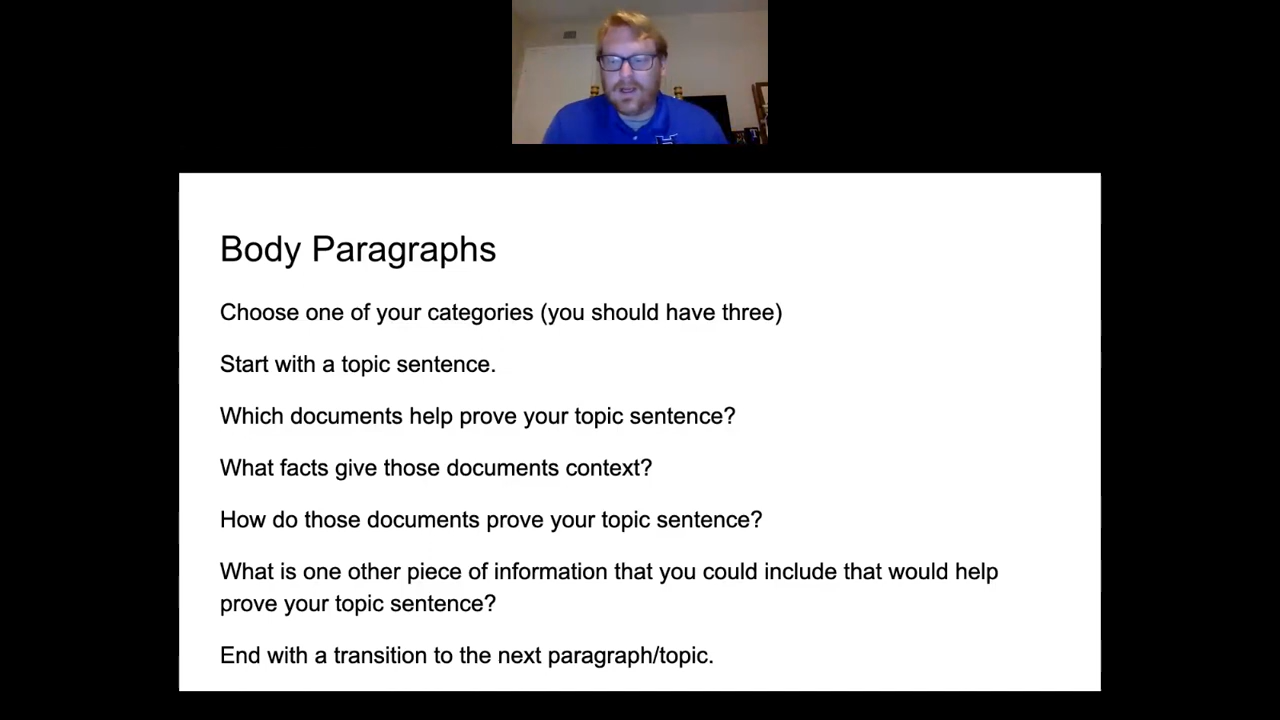 Body Paragraphs
Choose one of your categories (you should have three)
Start with a topic sentence.
Which documents help prove your topic sentence?
What facts give those documents context?
How do those documents prove your topic sentence?
What is one other piece of information that you could include that would help
prove your topic sentence?
End with a transition to the next paragraph/topic.